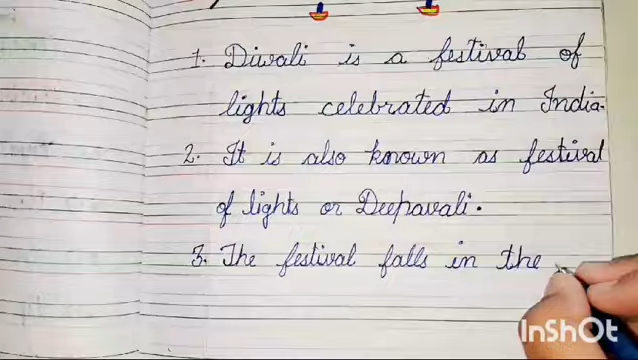 1. Diwali is a festival of
lights celebrated in India.
2. It is also known as festival
of lights or Deepavali.
3. The festival falls in the
InShOt